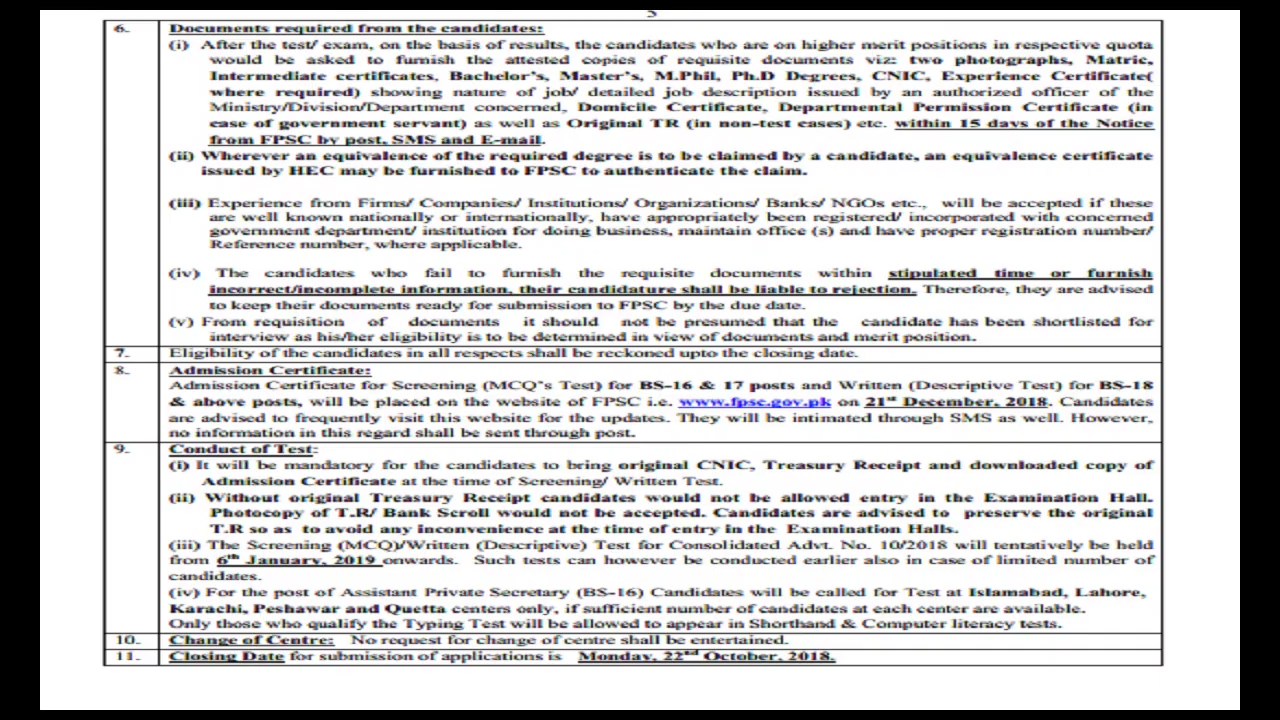 5
6. Documents required from the candidates:
(i) After the test/ exam, on the basis of results, the candidates who are on higher merit positions in respective quota
would be asked to furnish the attested copies of requisite documents viz: two photographs, Matric,
Intermediate certificates, Bachelor's, Master's, M.Phil, Ph.D Degrees, CNIC, Experience Certificate(
where required) showing nature of job/ detailed job description issued by an authorized officer of the
Ministry/Division/Department concerned, Domicile Certificate, Departmental Permission Certificate (in
case of government servant) as well as Original TR (in non-test cases) etc. within 15 days of the Notice
from FPSC by post, SMS and E-mail.
(ii) Wherever an equivalence of the required degree is to be claimed by a candidate, an equivalence certificate
issued by HEC may be furnished to FPSC to authenticate the claim.
(iii) Experience from Firms/ Companies/ Institutions/ Organizations/ Banks/ NGOs etc., will be accepted if these
are well known nationally or internationally, have appropriately been registered/ incorporated with concerned
government department/ institution for doing business, maintain office (s) and have proper registration number/
Reference number, where applicable.
(iv) The candidates who fail to furnish the requisite documents within stipulated time or furnish
incorrect/incomplete information, their candidature shall be liable to rejection. Therefore, they are advised
to keep their documents ready for submission to FPSC by the due date.
(v) From requisition of documents it should not be presumed that the candidate has been shortlisted for
interview as his/her eligibility is to be determined in view of documents and merit position.
7. Eligibility of the candidates in all respects shall be reckoned upto the closing date.
8. Admission Certificate:
Admission Certificate for Screening (MCQ's Test) for BS-16 & 17 posts and Written (Descriptive Test) for BS-18
& above posts, will be placed on the website of FPSC i.e. www.fpsc.gov.pk on 21st December, 2018. Candidates
are advised to frequently visit this website for the updates. They will be intimated through SMS as well. However,
no information in this regard shall be sent through post.
9. Conduct of Test:
(i) It will be mandatory for the candidates to bring original CNIC, Treasury Receipt and downloaded copy of
Admission Certificate at the time of Screening/ Written Test.
(ii) Without original Treasury Receipt candidates would not be allowed entry in the Examination Hall.
Photocopy of T.R/ Bank Scroll would not be accepted. Candidates are advised to preserve the original
T.R so as to avoid any inconvenience at the time of entry in the Examination Halls.
(iii) The Screening (MCQ)/Written (Descriptive) Test for Consolidated Advt. No. 10/2018 will tentatively be held
from 6th January, 2019 onwards. Such tests can however be conducted earlier also in case of limited number of
candidates.
(iv) For the post of Assistant Private Secretary (BS-16) Candidates will be called for Test at Islamabad, Lahore,
Karachi, Peshawar and Quetta centers only, if sufficient number of candidates at each center are available.
Only those who qualify the Typing Test will be allowed to appear in Shorthand & Computer literacy tests.
10. Change of Centre: No request for change of centre shall be entertained.
11. Closing Date for submission of applications is Monday, 22nd October, 2018.